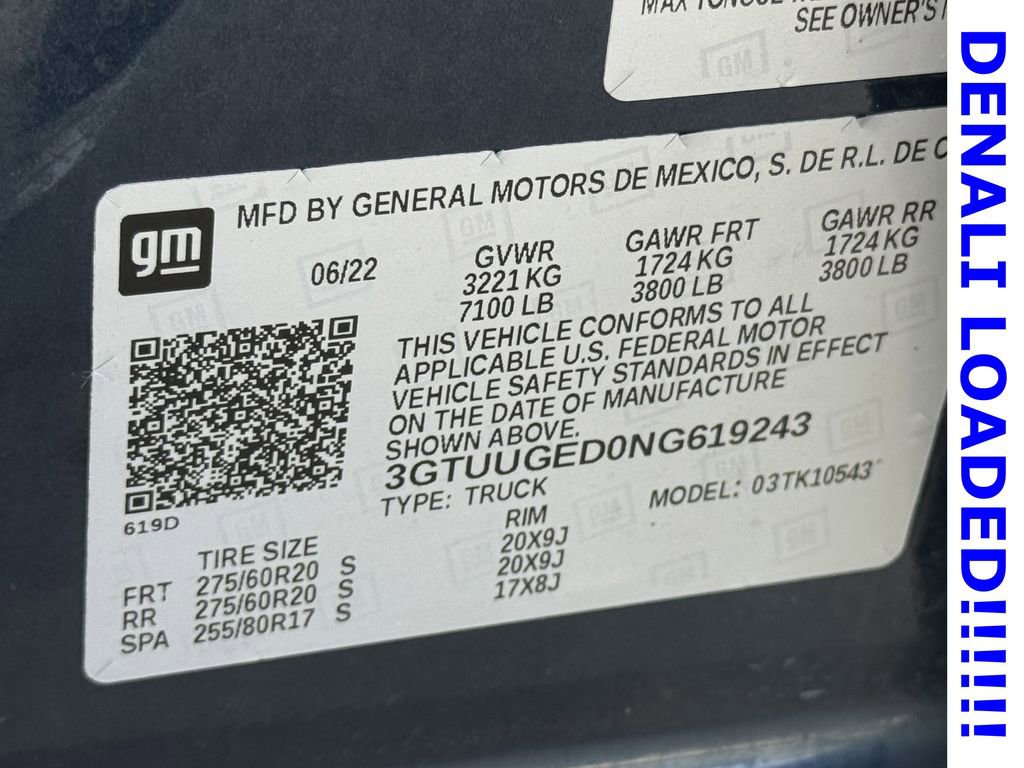 SEE OWNER'S
GM
MFD BY GENERAL MOTORS DE MEXICO, S. DE R.L. DE C
gm
06/22
GVWR
3221 KG
7100 LB
GAWR FRT
1724 KG
3800 LB
GAWR RR
1724 KG
3800 LB
THIS VEHICLE CONFORMS TO ALL
APPLICABLE U.S. FEDERAL MOTOR
VEHICLE SAFETY STANDARDS IN EFFECT
ON THE DATE OF MANUFACTURE
SHOWN ABOVE.
3GTUUGED0NG619243
TYPE: TRUCK
MODEL: 03TK10543
619D
TIRE SIZE RIM
FRT 275/60R20 S 20X9J
RR 275/60R20 S 20X9J
SPA 255/80R17 S 17X8J
DENALI LOADED!!!!!!